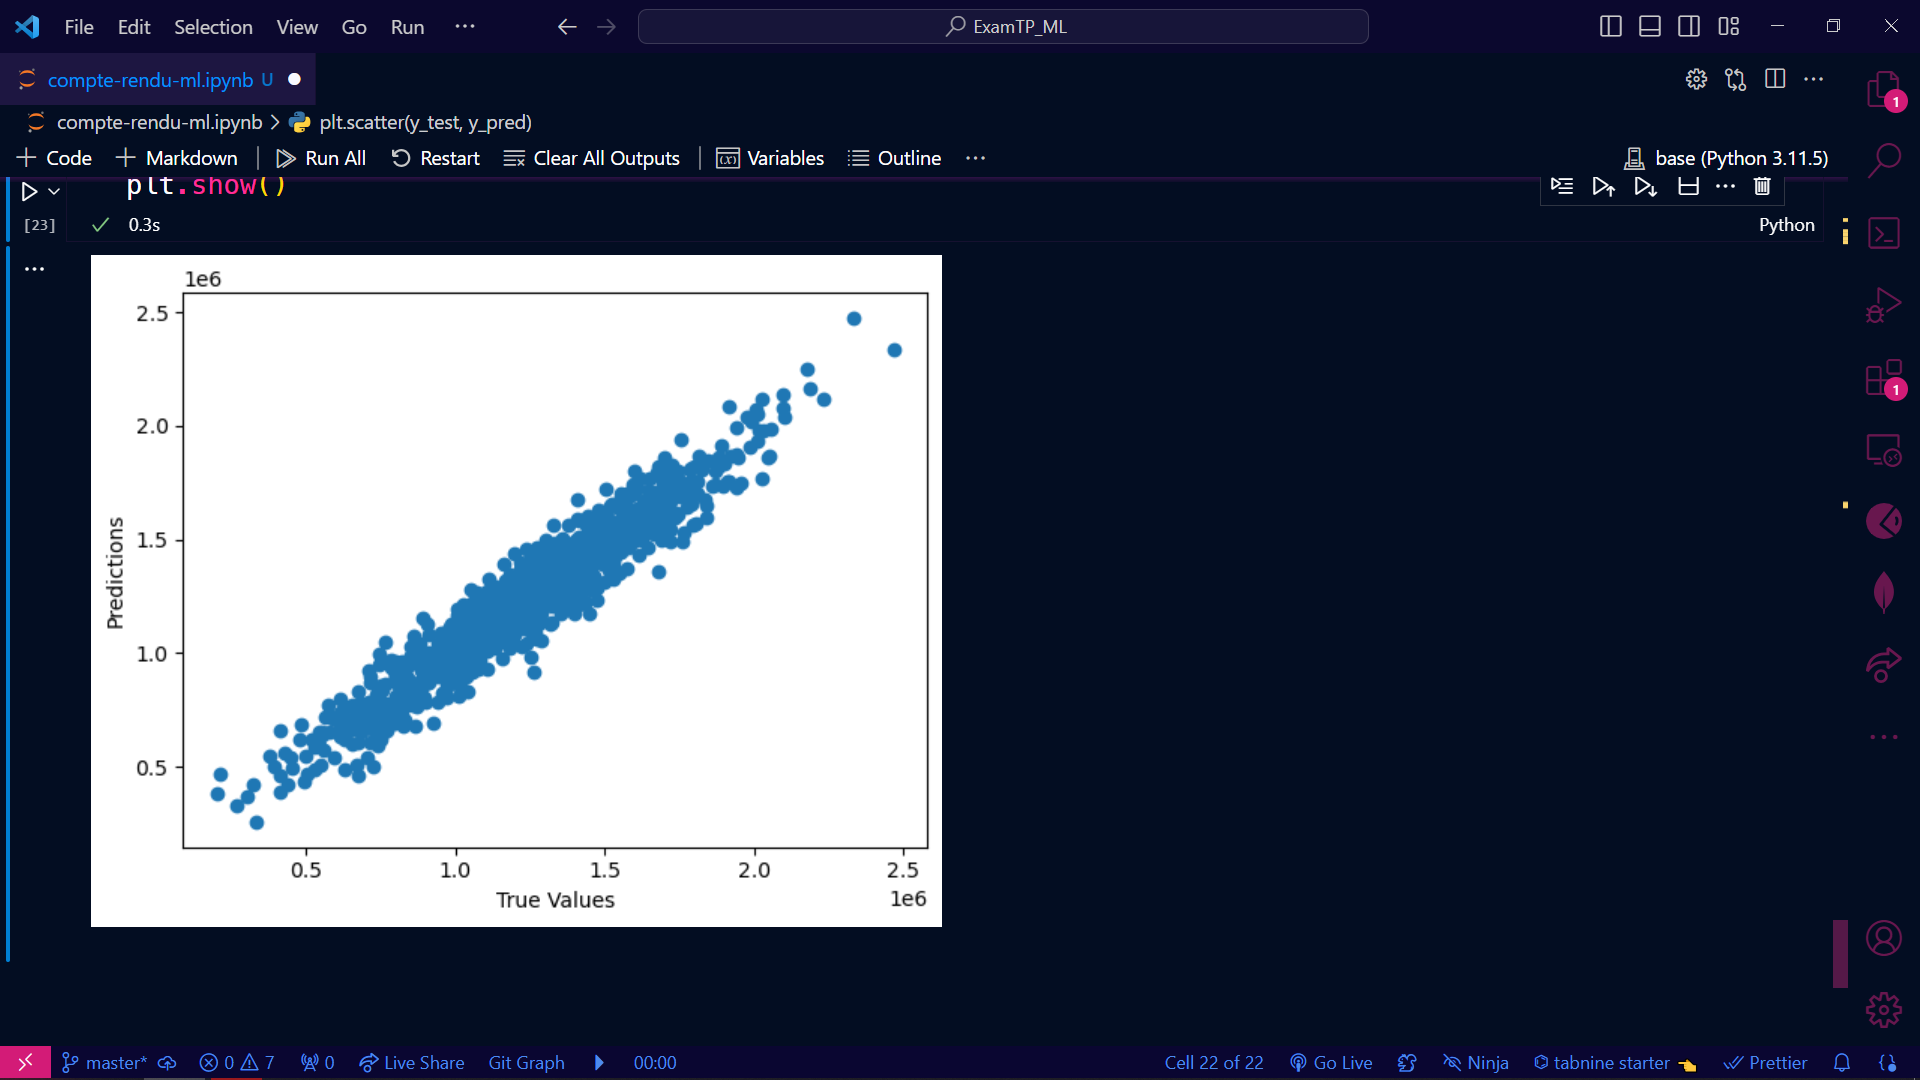 File Edit Selection View Go Run ···
ExamTP_ML
compte-rendu-ml.ipynb U
compte-rendu-ml.ipynb > plt.scatter(y_test, y_pred)
+ Code + Markdown Run All Restart Clear All Outputs Variables Outline ··· base (Python 3.11.5)
plt.show()
[23] 0.3s Python
1e6
2.5
2.0
1.5
1.0
0.5
Predictions
0.5 1.0 1.5 2.0 2.5
True Values 1e6
1
1
master* 0 7 0 Live Share Git Graph 00:00 Cell 22 of 22 Go Live Ninja tabnine starter Prettier